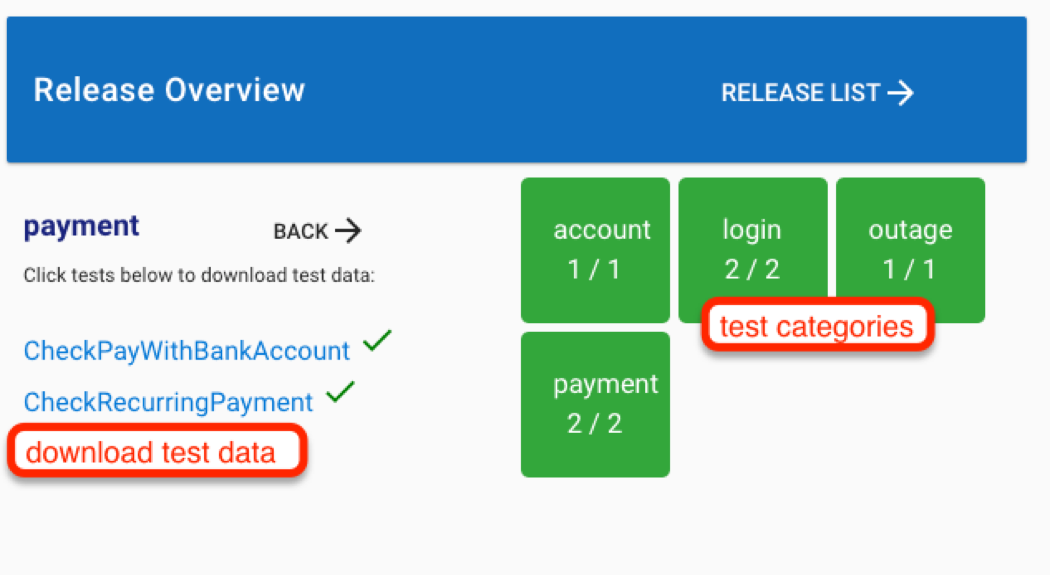 Release Overview
RELEASE LIST
payment
BACK
Click tests below to download test data:
CheckPayWithBankAccount
CheckRecurringPayment
download test data
account
1 / 1
login
2 / 2
outage
1 / 1
test categories
payment
2 / 2